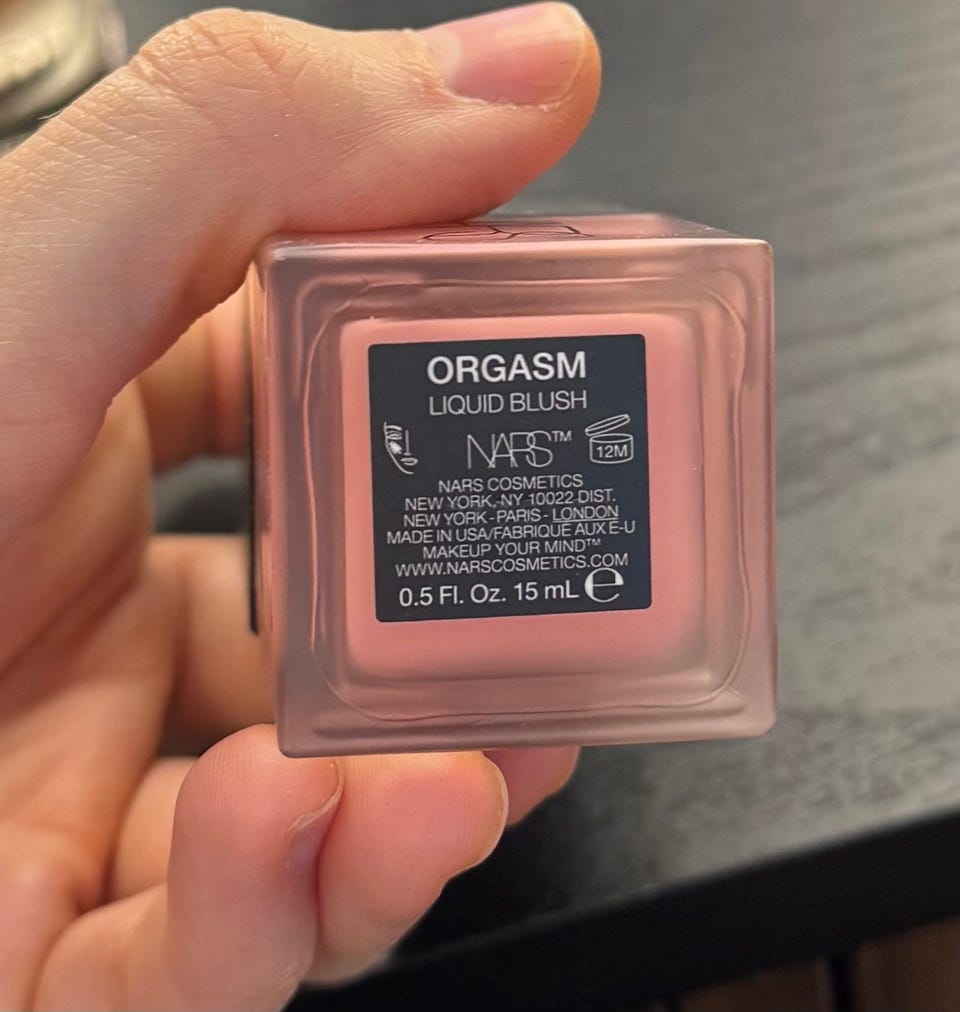 ORGASM
LIQUID BLUSH
NARS™
12M
NARS COSMETICS
NEW YORK, NY 10022 DIST.
NEW YORK - PARIS - LONDON
MADE IN USA/FABRIQUÉ AUX É-U
MAKEUP YOUR MIND™
WWW.NARSCOSMETICS.COM
0.5 Fl. Oz. 15 mL ℮